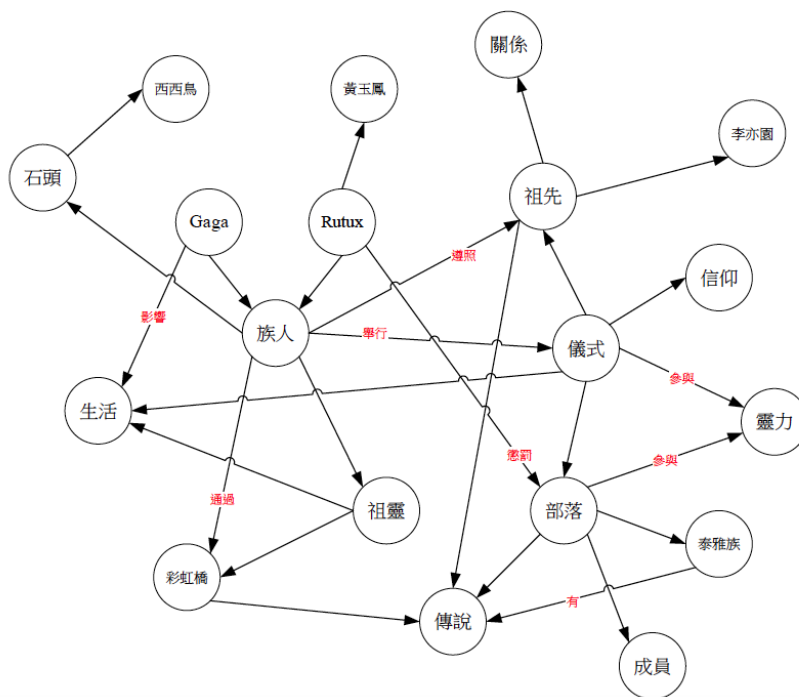 關係
西西鳥
黃玉鳳
李亦園
石頭
祖先
Gaga
Rutux
遵照
信仰
影響
族人
舉行
儀式
參與
生活
靈力
懲罰
參與
通過
祖靈
部落
泰雅族
彩虹橋
有
傳說
成員